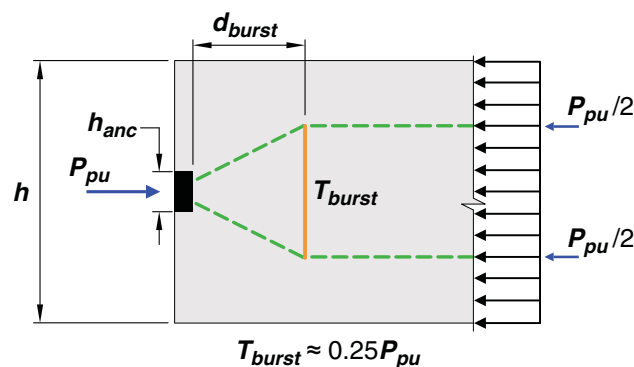 d_burst
h_anc
P_pu
h
T_burst
P_pu/2
P_pu/2
T_burst ≈ 0.25P_pu